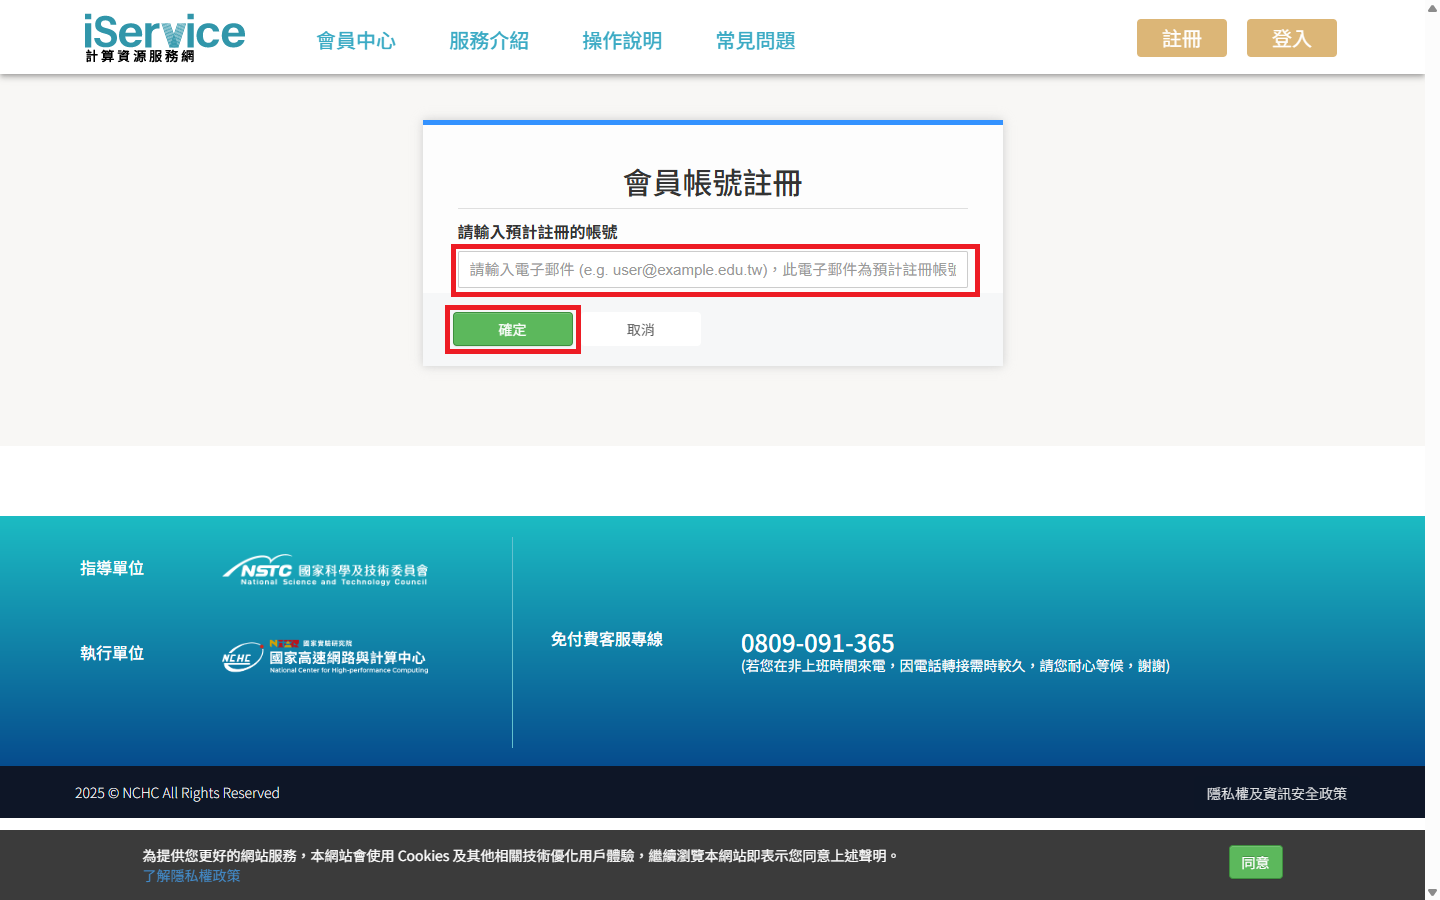 iService
計算資源服務網
會員中心
服務介紹
操作說明
常見問題
註冊
登入
會員帳號註冊
請輸入預計註冊的帳號
請輸入電子郵件 (e.g. user@example.edu.tw)，此電子郵件為預計註冊帳號
確定
取消
指導單位
NSTC 國家科學及技術委員會
National Science and Technology Council
執行單位
國家實驗研究院
NCHC 國家高速網路與計算中心
National Center for High-performance Computing
免付費客服專線
0809-091-365
(若您在非上班時間來電，因電話轉接需時較久，請您耐心等候，謝謝)
2025 © NCHC All Rights Reserved
隱私權及資訊安全政策
為提供您更好的網站服務，本網站會使用 Cookies 及其他相關技術優化用戶體驗，繼續瀏覽本網站即表示您同意上述聲明。
了解隱私權政策
同意